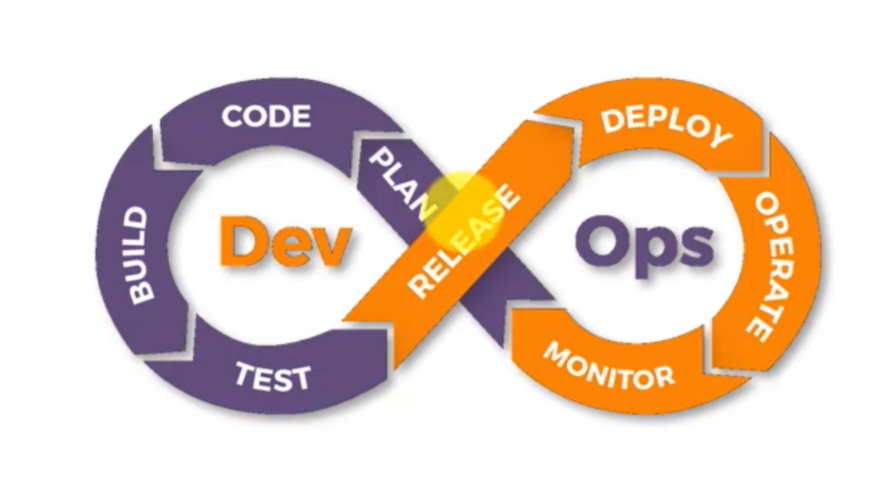 CODE
DEPLOY
PLAN
RELEASE
BUILD
Dev
Ops
OPERATE
TEST
MONITOR